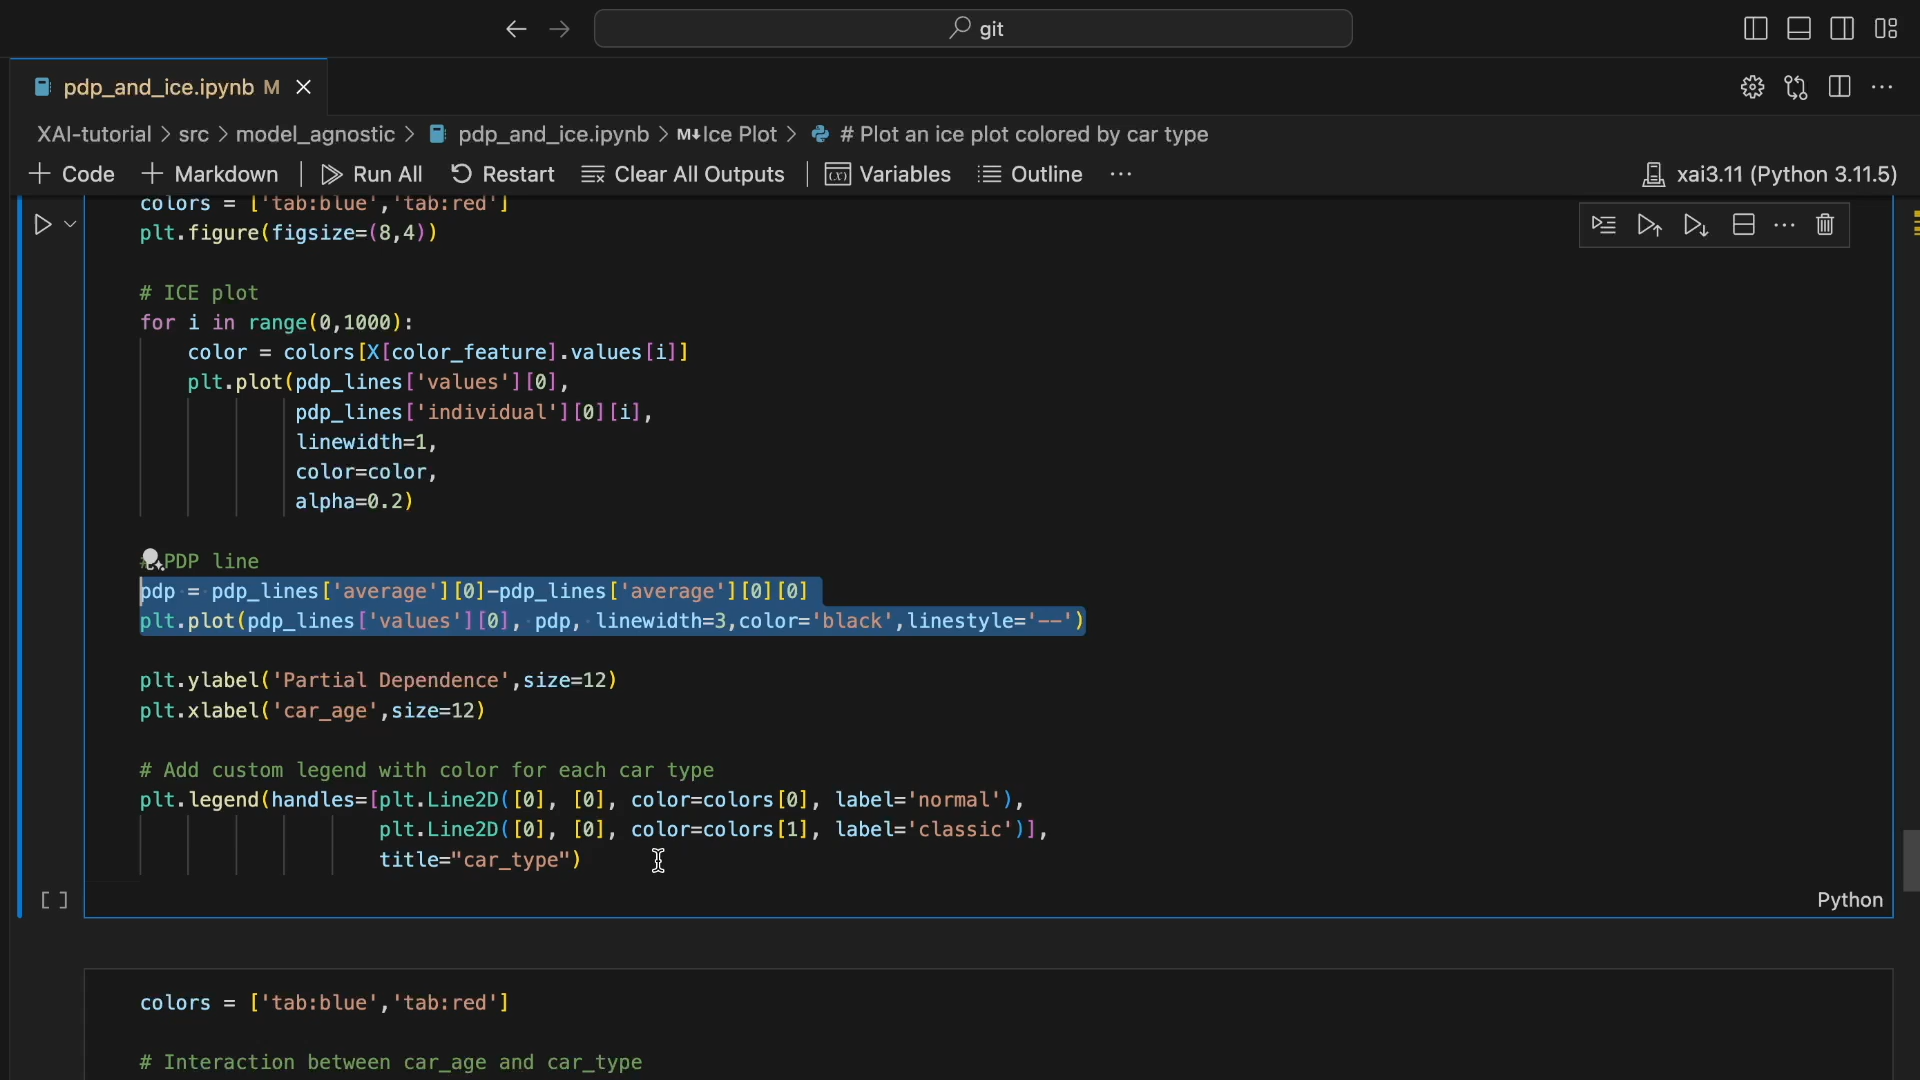 git
pdp_and_ice.ipynb M
XAI-tutorial > src > model_agnostic > pdp_and_ice.ipynb > M↓Ice Plot > # Plot an ice plot colored by car type
+ Code + Markdown | Run All Restart Clear All Outputs | Variables Outline ··· xai3.11 (Python 3.11.5)
colors = ['tab:blue','tab:red']
plt.figure(figsize=(8,4))
# ICE plot
for i in range(0,1000):
color = colors[X[color_feature].values[i]]
plt.plot(pdp_lines['values'][0],
pdp_lines['individual'][0][i],
linewidth=1,
color=color,
alpha=0.2)
# PDP line
pdp = pdp_lines['average'][0]-pdp_lines['average'][0][0]
plt.plot(pdp_lines['values'][0], pdp, linewidth=3,color='black',linestyle='--')
plt.ylabel('Partial Dependence',size=12)
plt.xlabel('car_age',size=12)
# Add custom legend with color for each car type
plt.legend(handles=[plt.Line2D([0], [0], color=colors[0], label='normal'),
plt.Line2D([0], [0], color=colors[1], label='classic')],
title="car_type")
[ ]
Python
colors = ['tab:blue','tab:red']
# Interaction between car_age and car_type